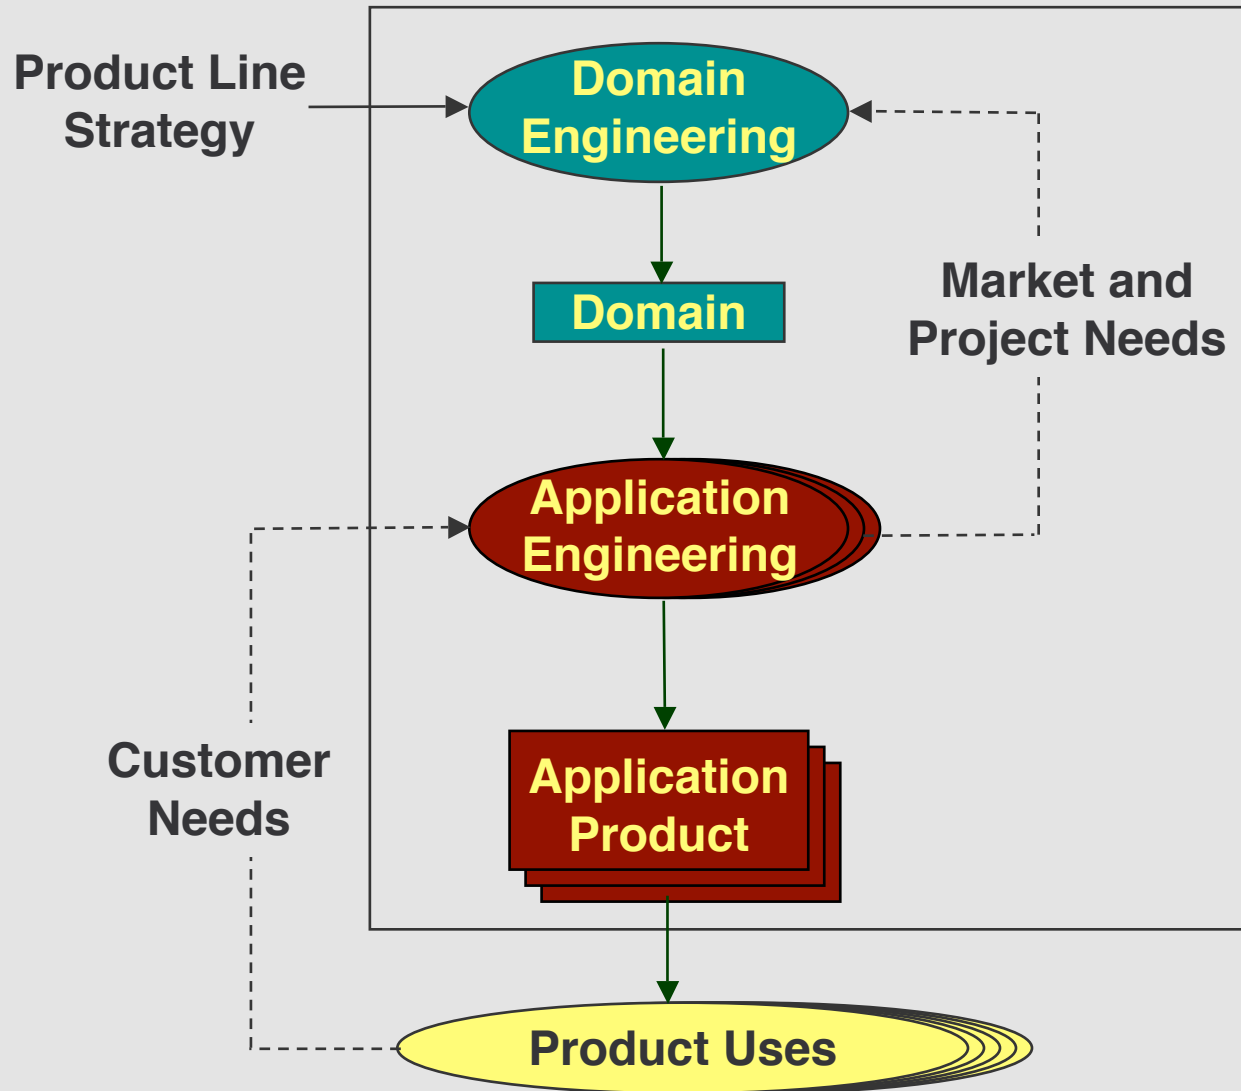 Product Line
Strategy
Domain
Engineering
Domain
Market and
Project Needs
Application
Engineering
Customer
Needs
Application
Product
Product Uses